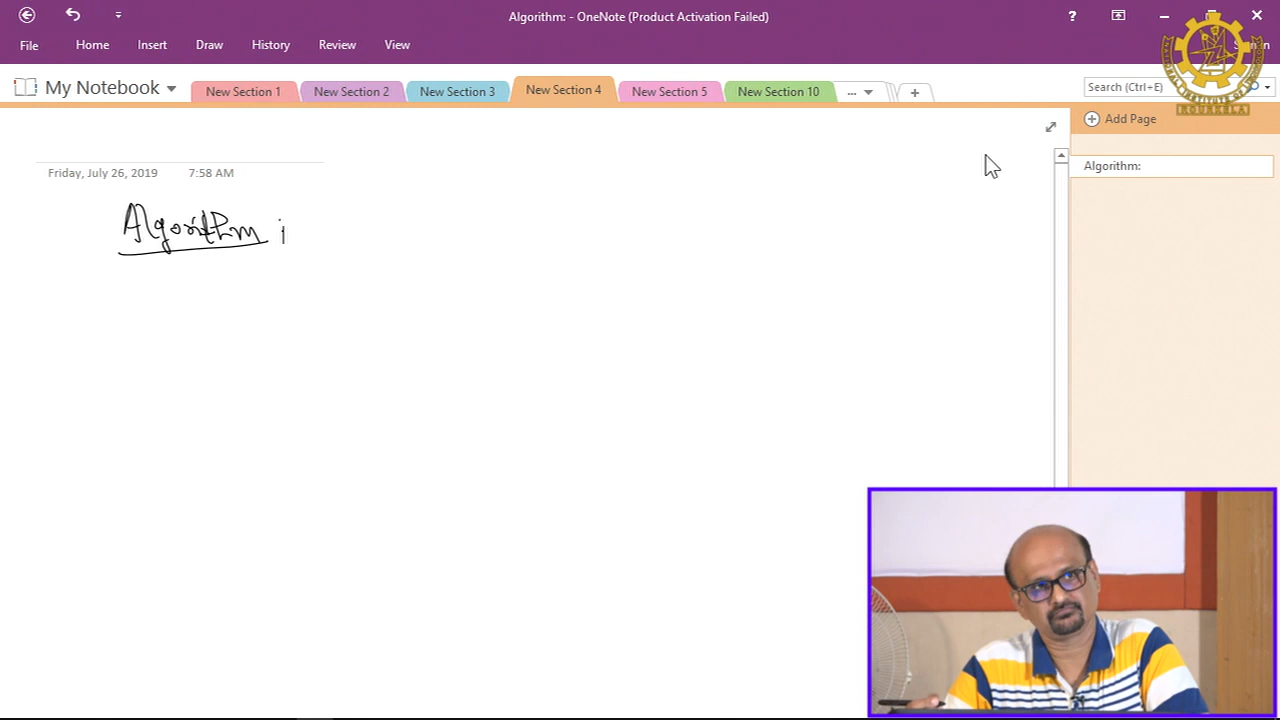 Algorithm: - OneNote (Product Activation Failed)
?
File Home Insert Draw History Review View
My Notebook New Section 1 New Section 2 New Section 3 New Section 4 New Section 5 New Section 10 ... + Search (Ctrl+E)
ROURKELA
Add Page
Algorithm:
Friday, July 26, 2019 7:58 AM
Algorithm :